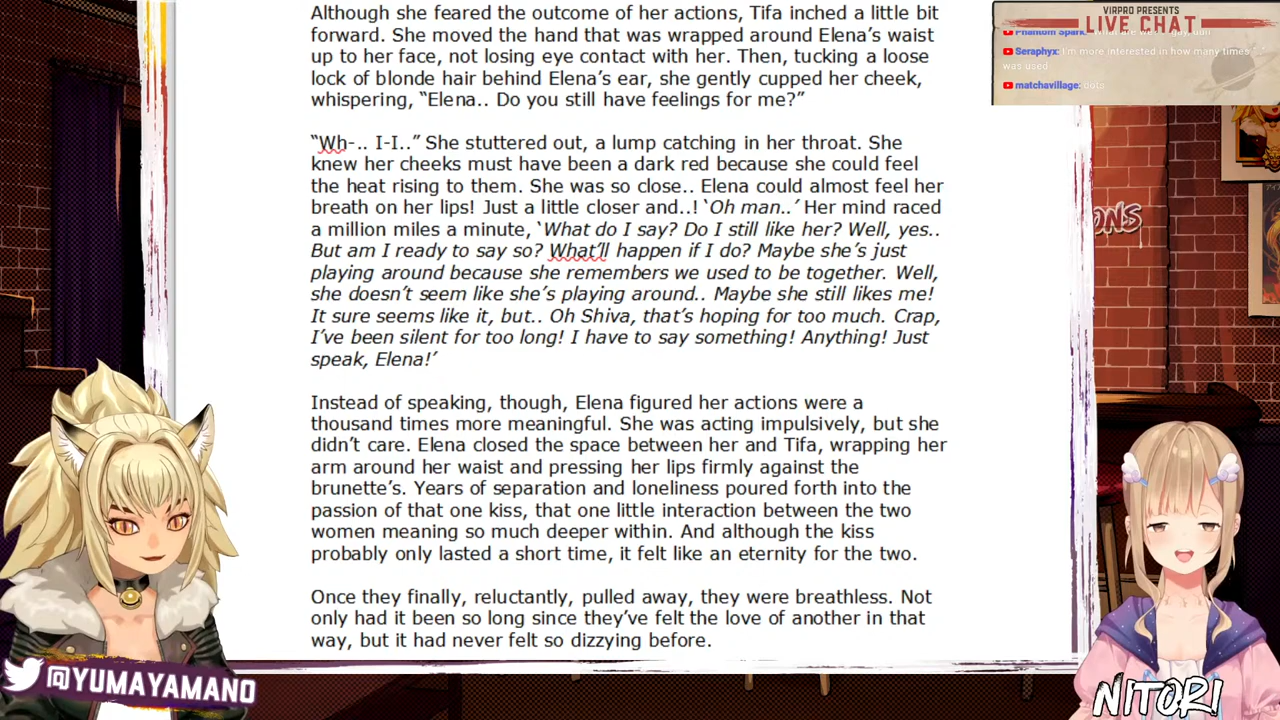 Although she feared the outcome of her actions, Tifa inched a little bit
forward. She moved the hand that was wrapped around Elena’s waist
up to her face, not losing eye contact with her. Then, tucking a loose
lock of blonde hair behind Elena’s ear, she gently cupped her cheek,
whispering, “Elena.. Do you still have feelings for me?”
“Wh-.. I-I..” She stuttered out, a lump catching in her throat. She
knew her cheeks must have been a dark red because she could feel
the heat rising to them. She was so close.. Elena could almost feel her
breath on her lips! Just a little closer and..! ‘Oh man..’ Her mind raced
a million miles a minute, ‘What do I say? Do I still like her? Well, yes..
But am I ready to say so? What’ll happen if I do? Maybe she’s just
playing around because she remembers we used to be together. Well,
she doesn’t seem like she’s playing around.. Maybe she still likes me!
It sure seems like it, but.. Oh Shiva, that’s hoping for too much. Crap,
I’ve been silent for too long! I have to say something! Anything! Just
speak, Elena!’
Instead of speaking, though, Elena figured her actions were a
thousand times more meaningful. She was acting impulsively, but she
didn’t care. Elena closed the space between her and Tifa, wrapping her
arm around her waist and pressing her lips firmly against the
brunette’s. Years of separation and loneliness poured forth into the
passion of that one kiss, that one little interaction between the two
women meaning so much deeper within. And although the kiss
probably only lasted a short time, it felt like an eternity for the two.
Once they finally, reluctantly, pulled away, they were breathless. Not
only had it been so long since they’ve felt the love of another in that
way, but it had never felt so dizzying before.
VIRPRO PRESENTS
LIVE CHAT
Phantom Spark:
Seraphyx: I'm more interested in how many times ".."
was used
matchavillage: dots
ONS
@YUMAYAMANO
NITORI